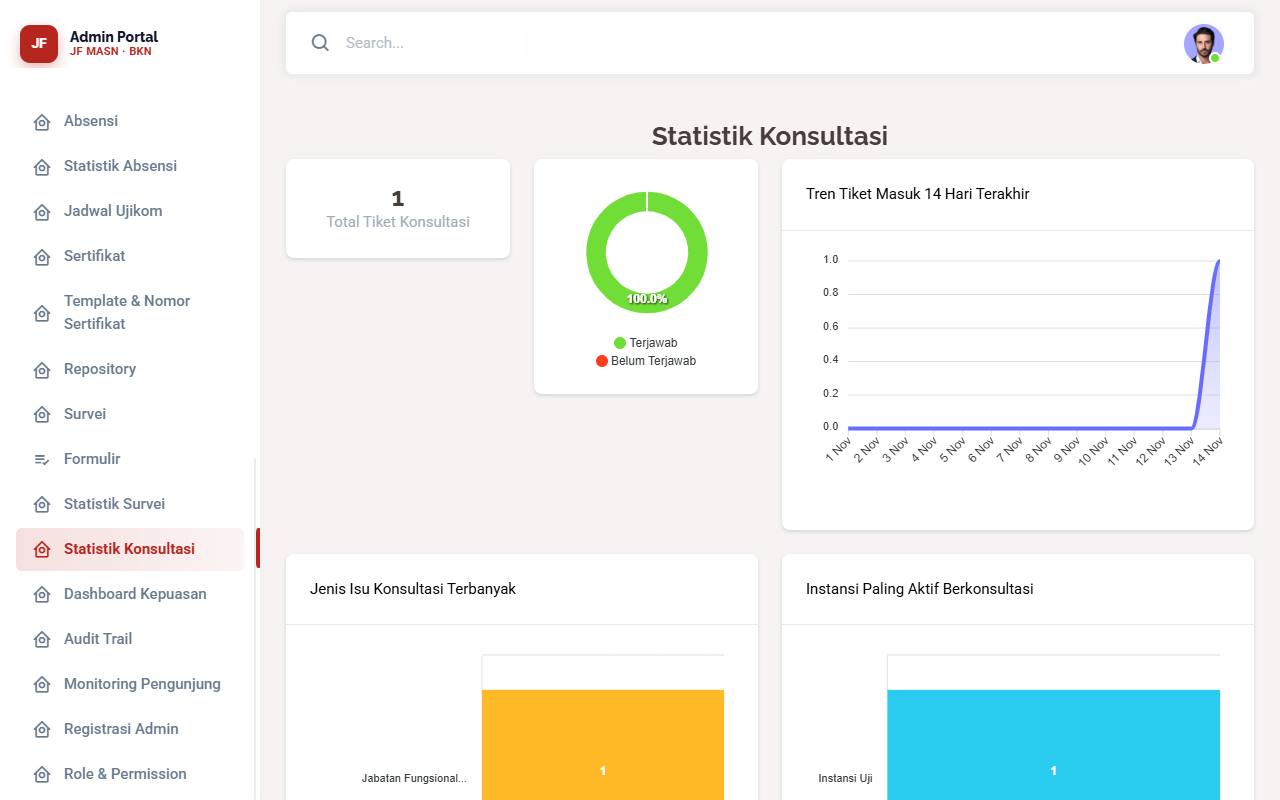 JF
Admin Portal
JF MASN · BKN
Search...
Absensi
Statistik Absensi
Jadwal Ujikom
Sertifikat
Template & Nomor
Sertifikat
Repository
Survei
Formulir
Statistik Survei
Statistik Konsultasi
Dashboard Kepuasan
Audit Trail
Monitoring Pengunjung
Registrasi Admin
Role & Permission
Statistik Konsultasi
1
Total Tiket Konsultasi
100.0%
Terjawab
Belum Terjawab
Tren Tiket Masuk 14 Hari Terakhir
1.0
0.8
0.6
0.4
0.2
0.0
1 Nov
2 Nov
3 Nov
4 Nov
5 Nov
6 Nov
7 Nov
8 Nov
9 Nov
10 Nov
11 Nov
12 Nov
13 Nov
14 Nov
Jenis Isu Konsultasi Terbanyak
Jabatan Fungsional...
1
Instansi Paling Aktif Berkonsultasi
Instansi Uji
1